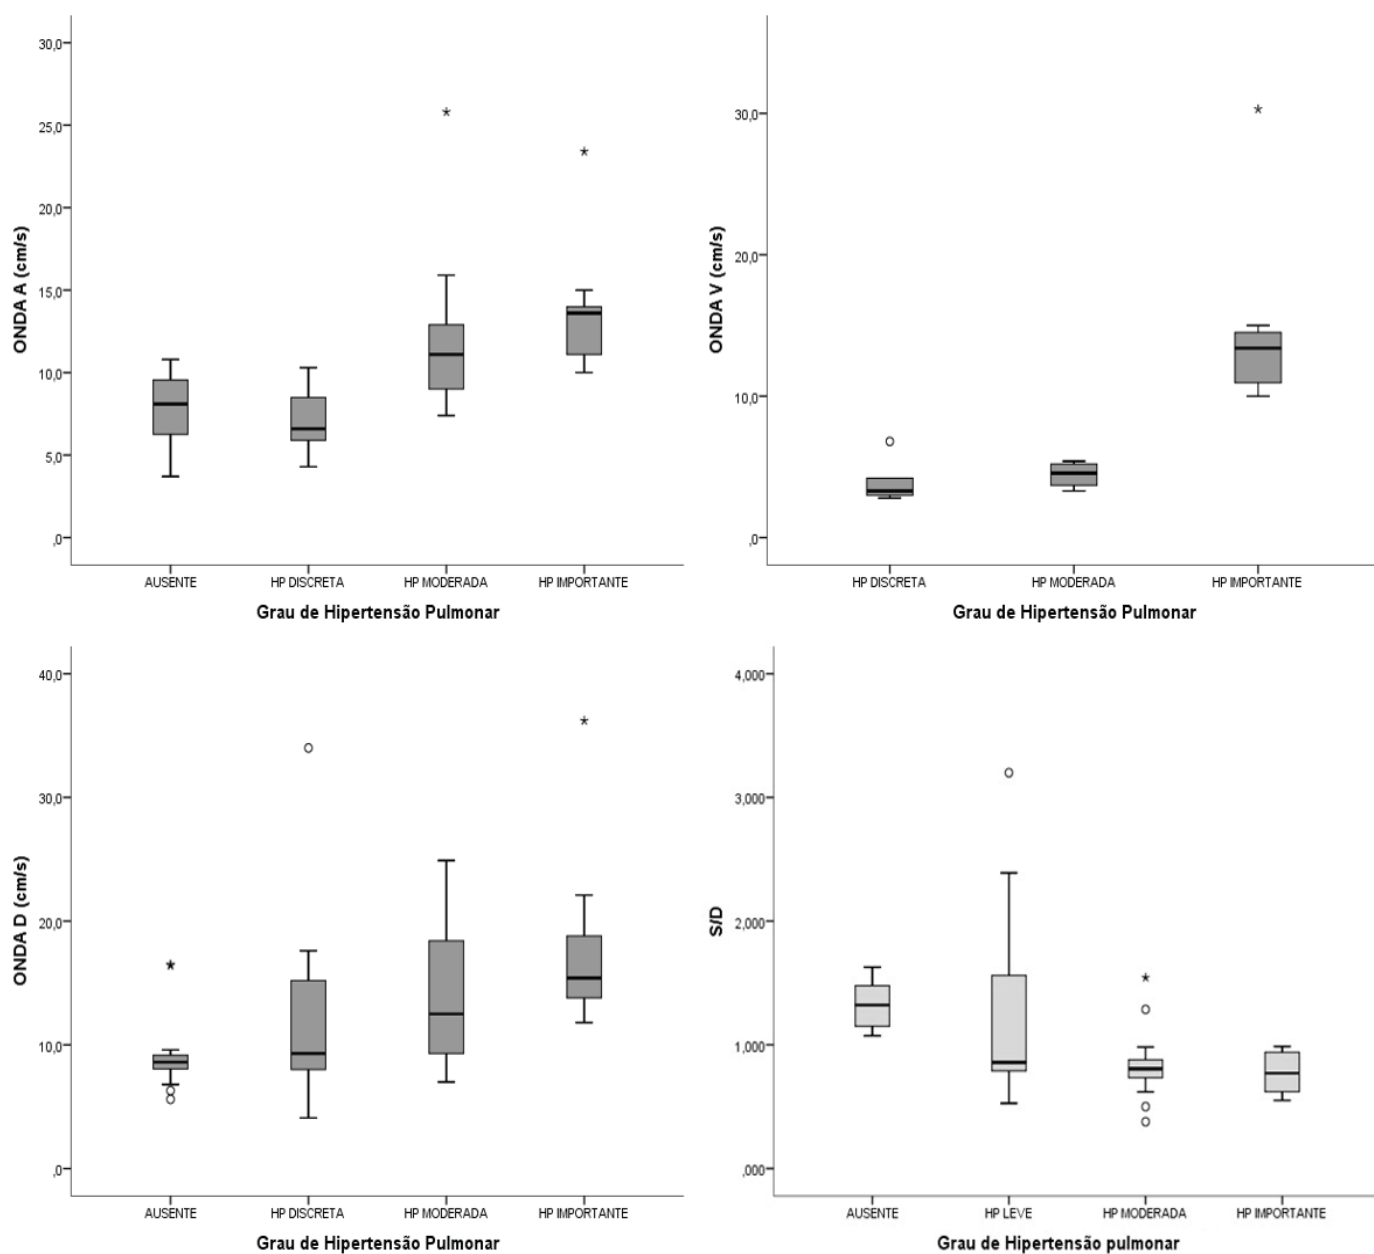 ONDA A (cm/s)
30,0
25,0
20,0
15,0
10,0
5,0
,0
AUSENTE HP DISCRETA HP MODERADA HP IMPORTANTE
Grau de Hipertensão Pulmonar
ONDA V (cm/s)
30,0
20,0
10,0
,0
HP DISCRETA HP MODERADA HP IMPORTANTE
Grau de Hipertensão Pulmonar
ONDA D (cm/s)
40,0
30,0
20,0
10,0
,0
AUSENTE HP DISCRETA HP MODERADA HP IMPORTANTE
Grau de Hipertensão Pulmonar
S/D
4,000
3,000
2,000
1,000
,000
AUSENTE HP LEVE HP MODERADA HP IMPORTANTE
Grau de Hipertensão pulmonar